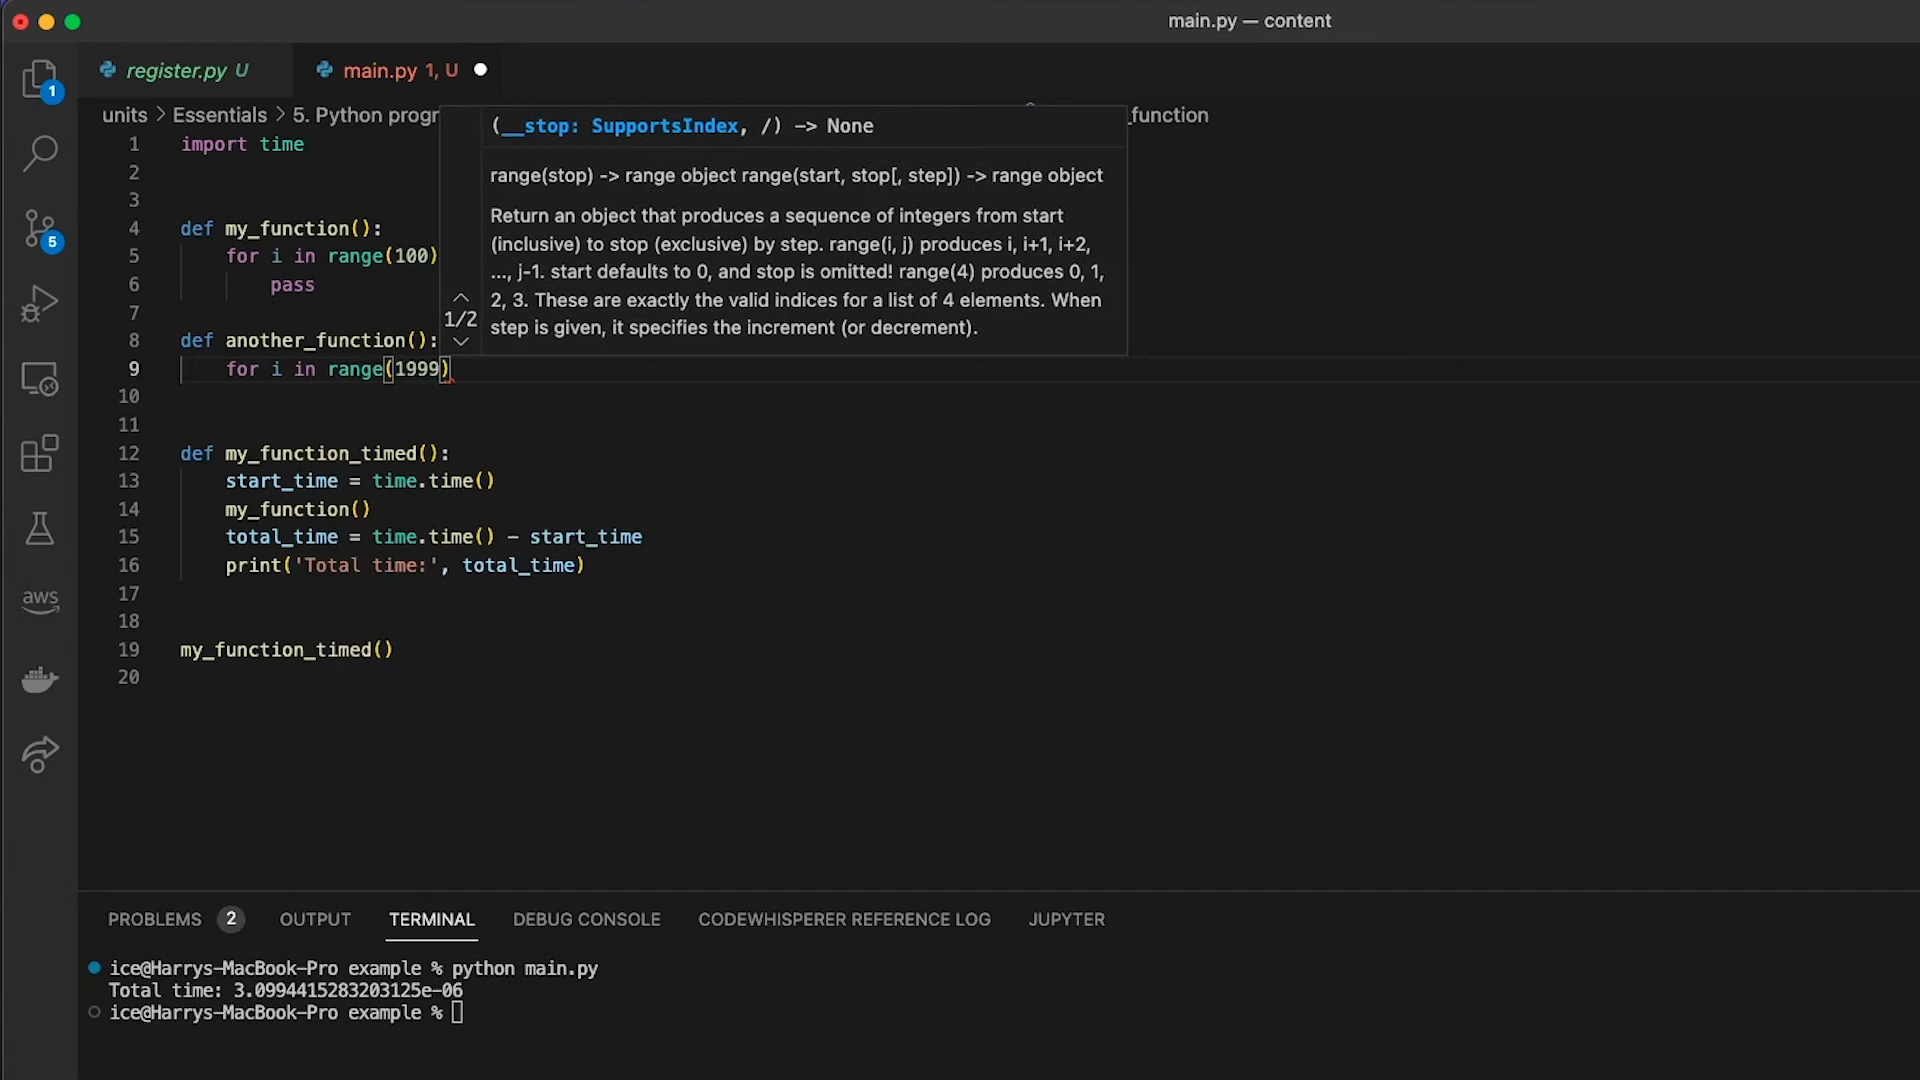 main.py — content
register.py U
main.py 1, U
1
units > Essentials > 5. Python progr
_function
(__stop: SupportsIndex, /) -> None
range(stop) -> range object range(start, stop[, step]) -> range object
Return an object that produces a sequence of integers from start
(inclusive) to stop (exclusive) by step. range(i, j) produces i, i+1, i+2,
..., j-1. start defaults to 0, and stop is omitted! range(4) produces 0, 1,
2, 3. These are exactly the valid indices for a list of 4 elements. When
step is given, it specifies the increment (or decrement).
1/2
5
aws
1 import time
2
3
4 def my_function():
5 for i in range(100)
6 pass
7
8 def another_function():
9 for i in range(1999)
10
11
12 def my_function_timed():
13 start_time = time.time()
14 my_function()
15 total_time = time.time() - start_time
16 print('Total time:', total_time)
17
18
19 my_function_timed()
20
PROBLEMS 2 OUTPUT TERMINAL DEBUG CONSOLE CODEWHISPERER REFERENCE LOG JUPYTER
ice@Harrys-MacBook-Pro example % python main.py
Total time: 3.0994415283203125e-06
ice@Harrys-MacBook-Pro example %